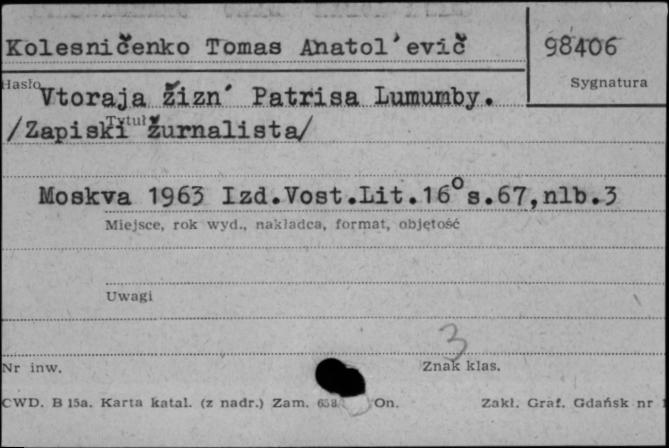 Kolesničenko Tomas Anatol´evič
98406
Hasło
Sygnatura
Vtoraja žizn´ Patrisa Lumumby.
Tytuł
/Zapiski žurnalista/
Moskva 1963 Izd.Vost.Lit.16° s.67,nlb.3
Miejsce, rok wyd., nakładca, format, objętość
Uwagi
3
Nr inw.
Znak klas.
CWD. B 15a. Karta katal. (z nadr.) Zam. On.
Zakł. Graf. Gdańsk nr 1